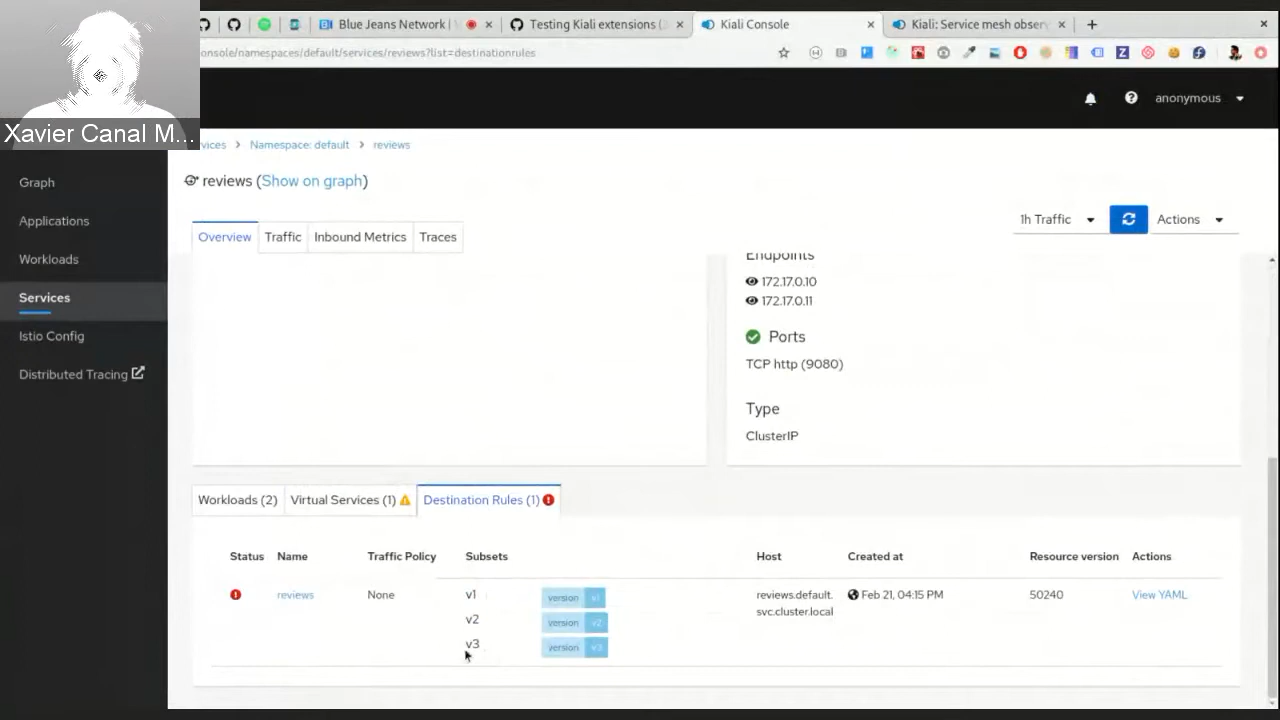 Blue Jeans Network |
Testing Kiali extensions (
Kiali Console
Kiali: Service mesh obser
onsole/namespaces/default/services/reviews?list=destinationrules
anonymous
Xavier Canal M...
vices > Namespace: default > reviews
reviews (Show on graph)
Graph
Applications
Workloads
Services
Istio Config
Distributed Tracing
1h Traffic
Actions
Overview
Traffic
Inbound Metrics
Traces
Endpoints
172.17.0.10
172.17.0.11
Ports
TCP http (9080)
Type
ClusterIP
Workloads (2)
Virtual Services (1)
Destination Rules (1)
Status Name Traffic Policy Subsets Host Created at Resource version Actions
reviews None v1 version v1 reviews.default. Feb 21, 04:15 PM 50240 View YAML
svc.cluster.local
v2 version v2
v3 version v3